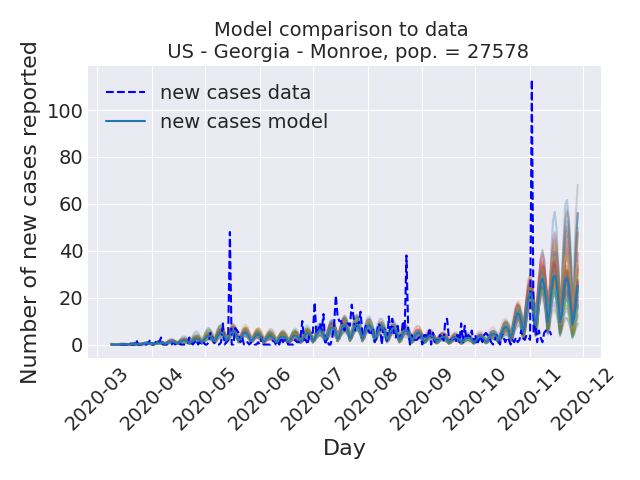 Model comparison to data
US - Georgia - Monroe, pop. = 27578
Number of new cases reported
100
80
60
40
20
0
new cases data
new cases model
2020-03
2020-04
2020-05
2020-06
2020-07
2020-08
2020-09
2020-10
2020-11
2020-12
Day